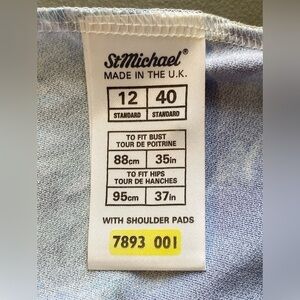 StMichael®
MADE IN THE U.K.
12 40
STANDARD STANDARD
TO FIT BUST
TOUR DE POITRINE
88cm 35in
TO FIT HIPS
TOUR DE HANCHES
95cm 37in
WITH SHOULDER PADS
7893 001